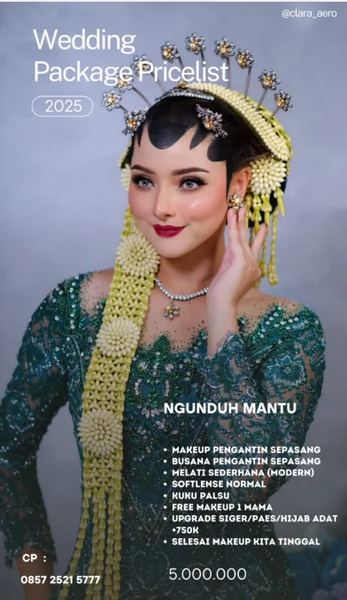 @clara_aero
Wedding
Package Pricelist
2025
NGUNDUH MANTU
• MAKEUP PENGANTIN SEPASANG
• BUSANA PENGANTIN SEPASANG
• MELATI SEDERHANA (MODERN)
• SOFTLENSE NORMAL
• KUKU PALSU
• FREE MAKEUP 1 MAMA
• UPGRADE SIGER/PAES/HIJAB ADAT
+750K
• SELESAI MAKEUP KITA TINGGAL
CP :
0857 2521 5777
5.000.000